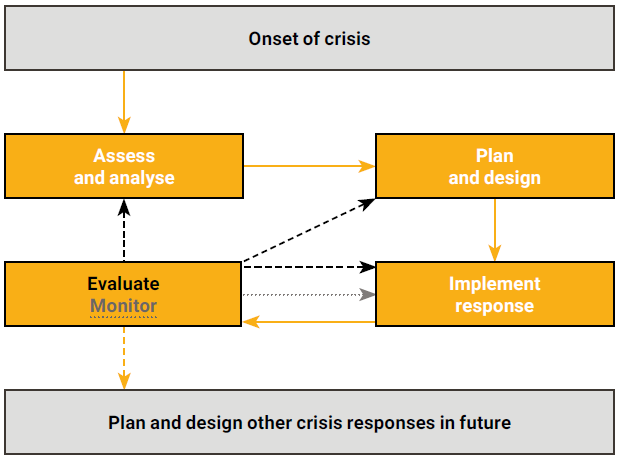 Onset of crisis
Assess
and analyse
Plan
and design
Evaluate
Monitor
Implement
response
Plan and design other crisis responses in future